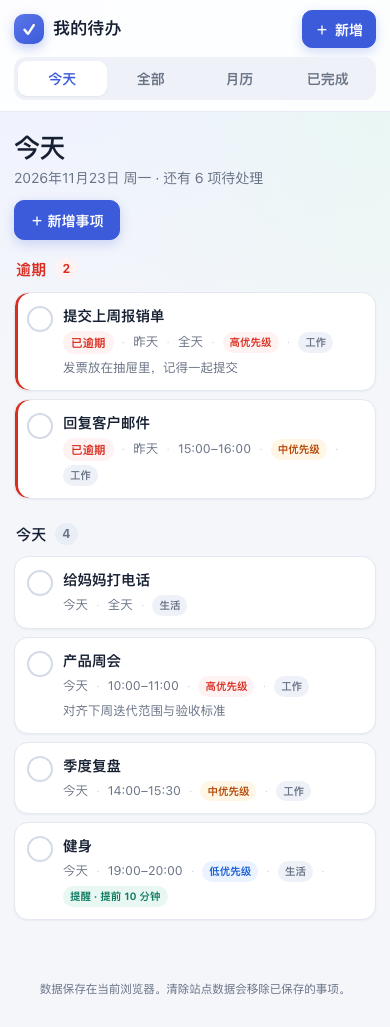 我的待办
+ 新增
今天 全部 月历 已完成
今天
2026年11月23日 周一 · 还有 6 项待处理
+ 新增事项
逾期 2
提交上周报销单
已逾期 · 昨天 · 全天 · 高优先级 · 工作
发票放在抽屉里，记得一起提交
回复客户邮件
已逾期 · 昨天 · 15:00–16:00 · 中优先级 ·
工作
今天 4
给妈妈打电话
今天 · 全天 · 生活
产品周会
今天 · 10:00–11:00 · 高优先级 · 工作
对齐下周迭代范围与验收标准
季度复盘
今天 · 14:00–15:30 · 中优先级 · 工作
健身
今天 · 19:00–20:00 · 低优先级 · 生活 ·
提醒 · 提前 10 分钟
数据保存在当前浏览器。清除站点数据会移除已保存的事项。